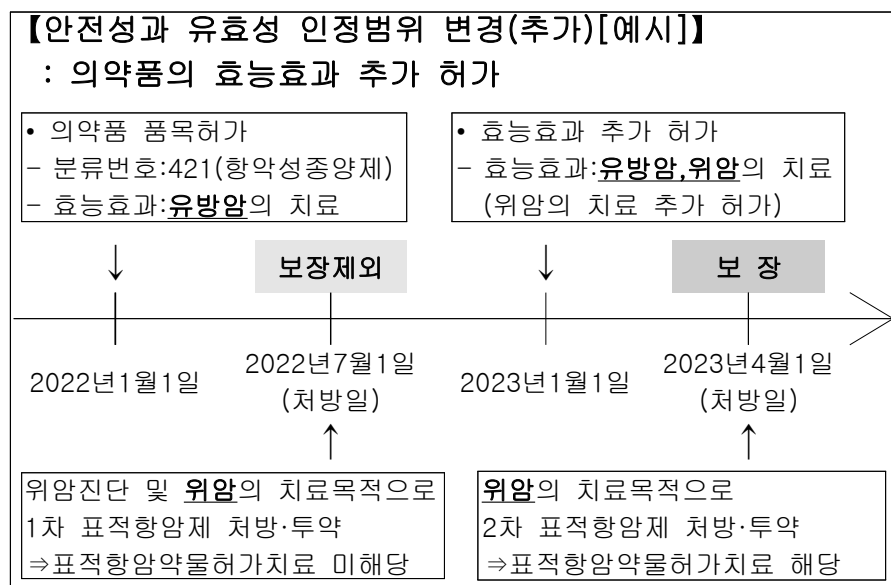 【안전성과 유효성 인정범위 변경(추가)[예시]】
: 의약품의 효능효과 추가 허가
• 의약품 품목허가
- 분류번호:421(항악성종양제)
- 효능효과:유방암의 치료
• 효능효과 추가 허가
- 효능효과:유방암,위암의 치료
(위암의 치료 추가 허가)
↓
보장제외
↓
보 장
2022년1월1일
2022년7월1일
(처방일)
2023년1월1일
2023년4월1일
(처방일)
↑
↑
위암진단 및 위암의 치료목적으로
1차 표적항암제 처방·투약
⇒표적항암약물허가치료 미해당
위암의 치료목적으로
2차 표적항암제 처방·투약
⇒표적항암약물허가치료 해당